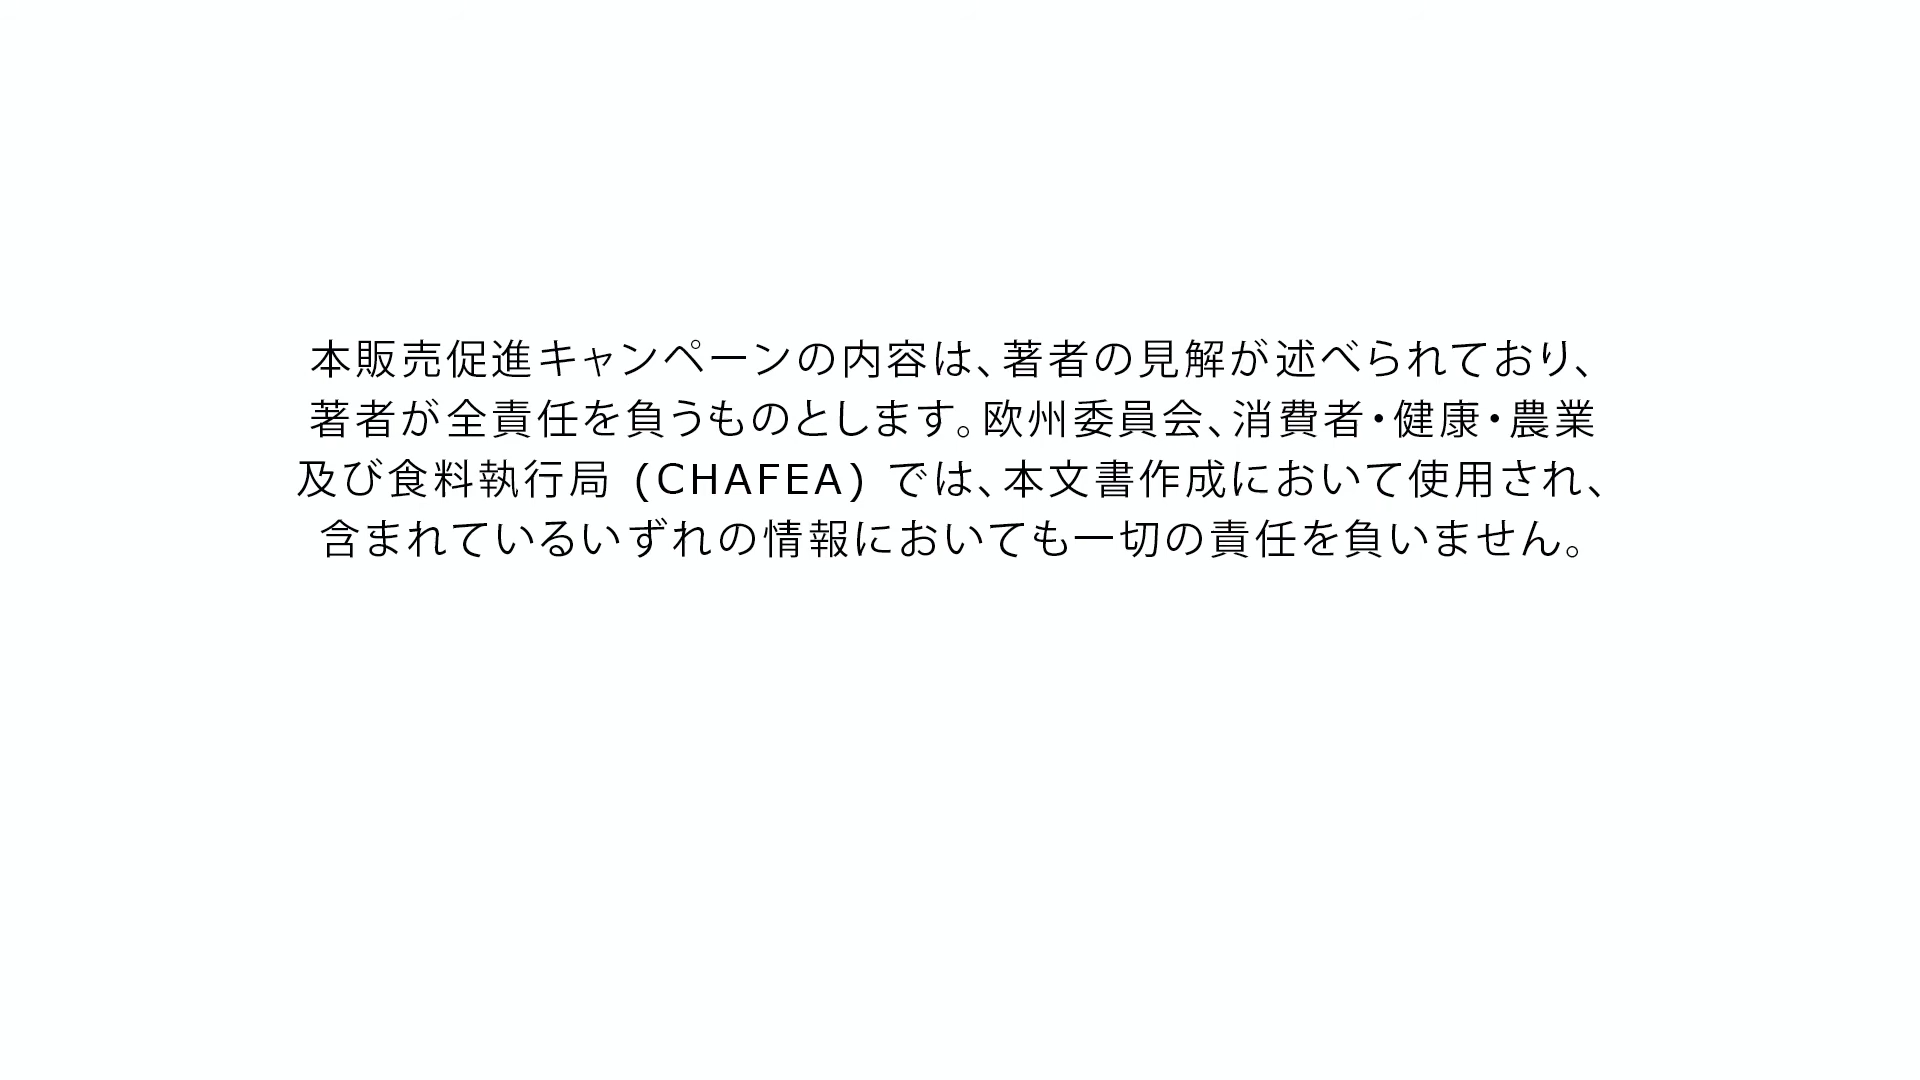 本販売促進キャンペーンの内容は、著者の見解が述べられており、
著者が全責任を負うものとします。欧州委員会、消費者・健康・農業
及び食料執行局 (CHAFEA) では、本文書作成において使用され、
含まれているいずれの情報においても一切の責任を負いません。